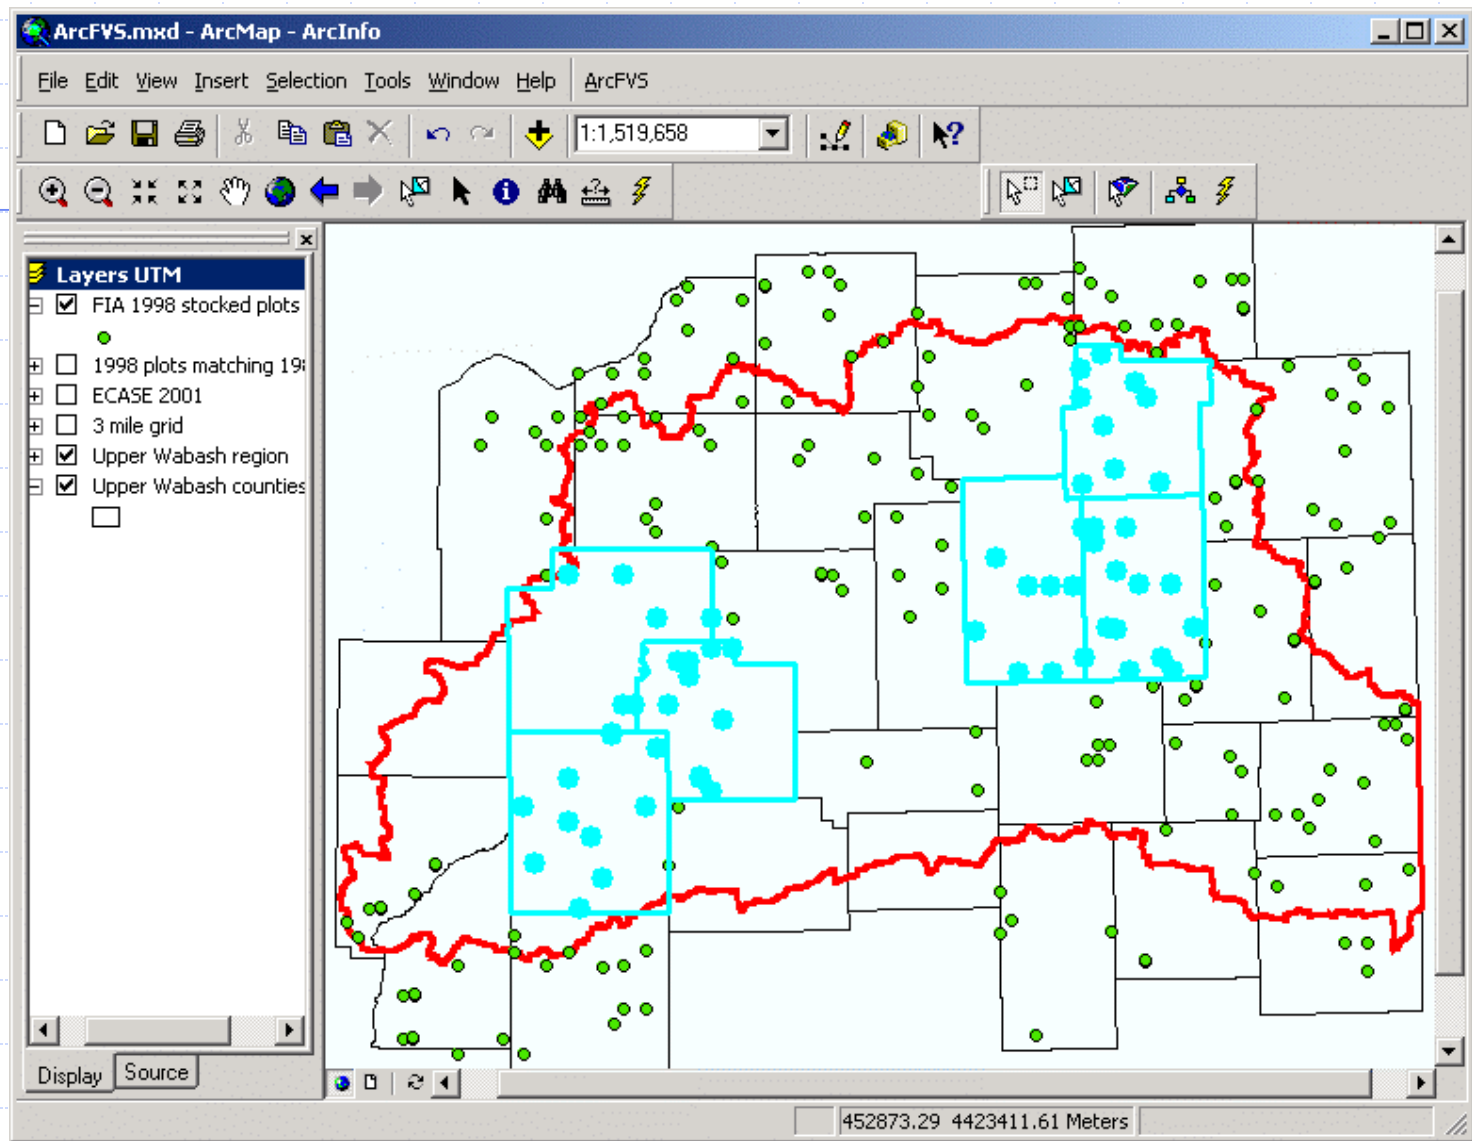 ArcFVS.mxd - ArcMap - ArcInfo
File Edit View Insert Selection Tools Window Help ArcFVS
1:1,519,658
Layers UTM
FIA 1998 stocked plots
1998 plots matching 19
ECASE 2001
3 mile grid
Upper Wabash region
Upper Wabash counties
Display Source
452873.29 4423411.61 Meters